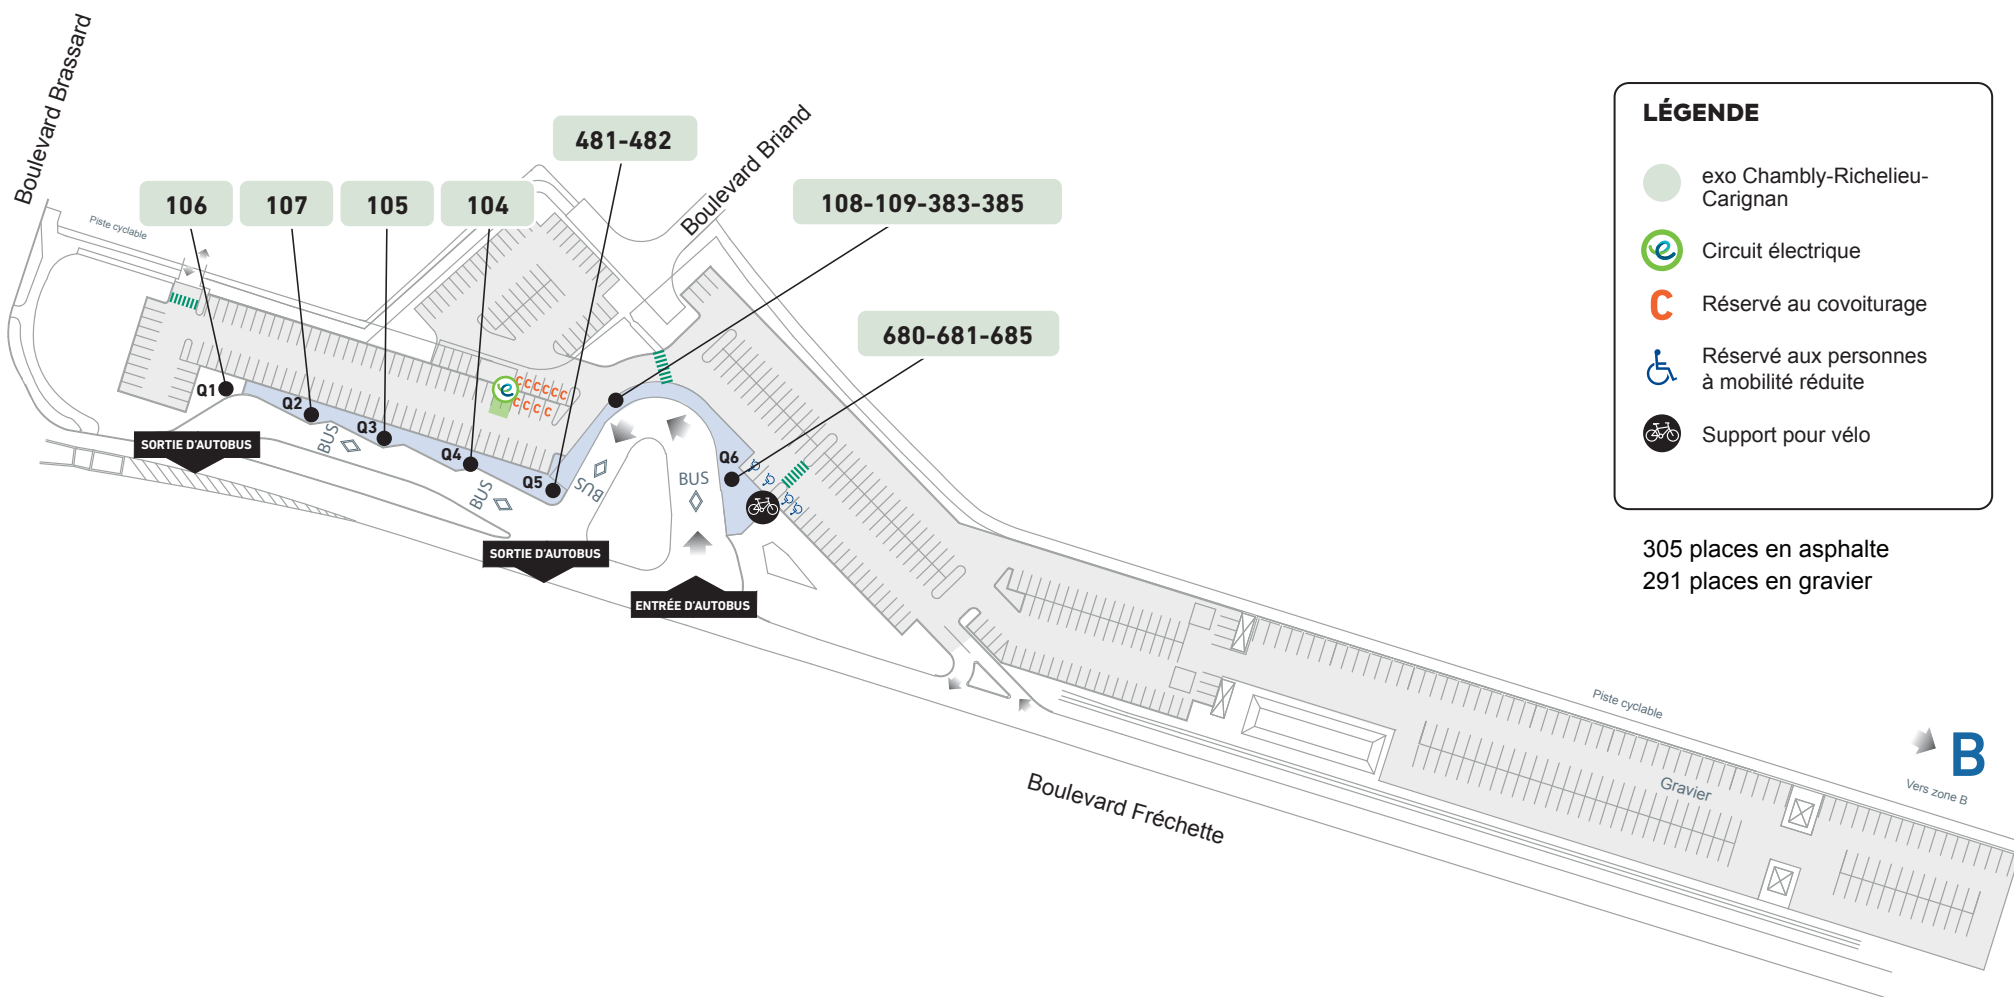 Boulevard Brassard
Piste cyclable
106
107
105
104
481-482
Boulevard Briand
108-109-383-385
680-681-685
Q1
Q2
Q3
Q4
Q5
Q6
BUS
BUS
BUS
BUS
C C C C C C
C C C C
SORTIE D'AUTOBUS
SORTIE D'AUTOBUS
ENTRÉE D'AUTOBUS
Boulevard Fréchette
Piste cyclable
Gravier
B
Vers zone B
LÉGENDE
exo Chambly-Richelieu-
Carignan
e
Circuit électrique
C
Réservé au covoiturage
Réservé aux personnes
à mobilité réduite
Support pour vélo
305 places en asphalte
291 places en gravier